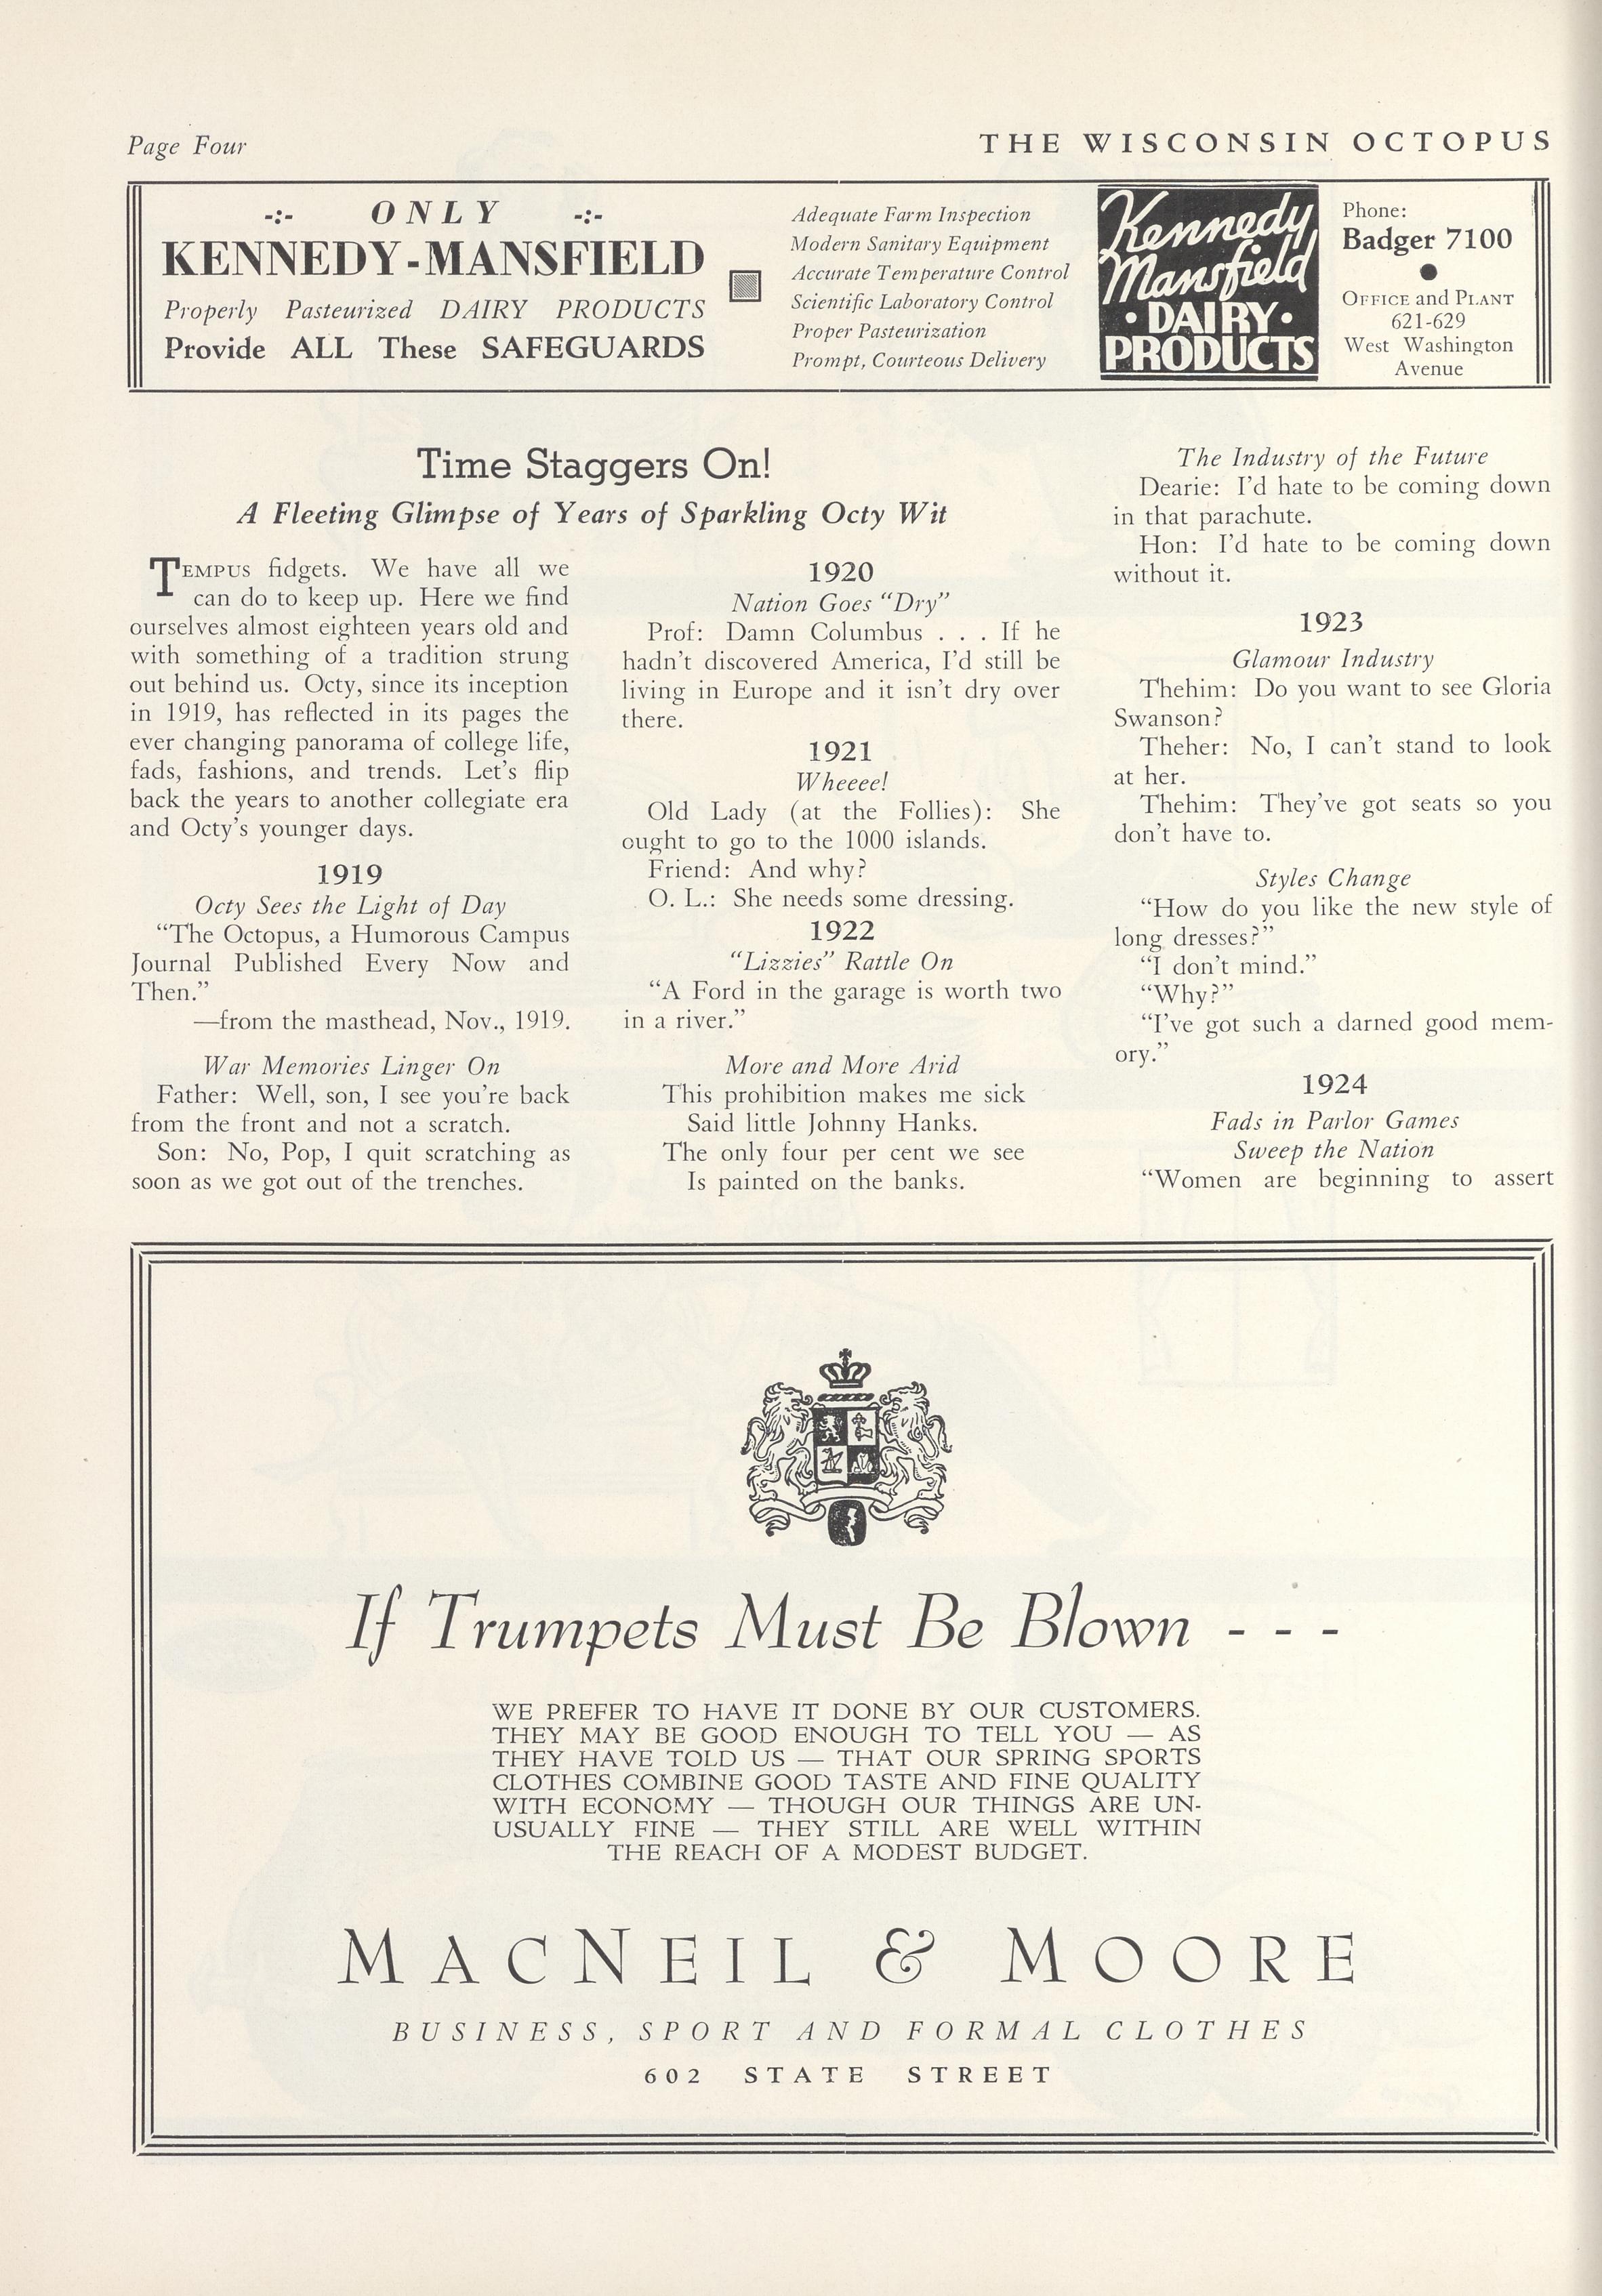 Page Four
THE WISCONSIN OCTOPUS
-:- ONLY -:-
KENNEDY-MANSFIELD
Properly Pasteurized DAIRY PRODUCTS
Provide ALL These SAFEGUARDS
Adequate Farm Inspection
Modern Sanitary Equipment
Accurate Temperature Control
Scientific Laboratory Control
Proper Pasteurization
Prompt, Courteous Delivery
Kennedy
Mansfield
• DAIRY •
PRODUCTS
Phone:
Badger 7100
●
OFFICE and PLANT
621-629
West Washington
Avenue
Time Staggers On!
A Fleeting Glimpse of Years of Sparkling Octy Wit
TEMPUS fidgets. We have all we
can do to keep up. Here we find
ourselves almost eighteen years old and
with something of a tradition strung
out behind us. Octy, since its inception
in 1919, has reflected in its pages the
ever changing panorama of college life,
fads, fashions, and trends. Let's flip
back the years to another collegiate era
and Octy's younger days.
1919
Octy Sees the Light of Day
"The Octopus, a Humorous Campus
Journal Published Every Now and
Then."
—from the masthead, Nov., 1919.
War Memories Linger On
Father: Well, son, I see you're back
from the front and not a scratch.
Son: No, Pop, I quit scratching as
soon as we got out of the trenches.
1920
Nation Goes "Dry"
Prof: Damn Columbus . . . If he
hadn't discovered America, I'd still be
living in Europe and it isn't dry over
there.
1921
Wheeee!
Old Lady (at the Follies): She
ought to go to the 1000 islands.
Friend: And why?
O. L.: She needs some dressing.
1922
"Lizzies" Rattle On
"A Ford in the garage is worth two
in a river."
More and More Arid
This prohibition makes me sick
Said little Johnny Hanks.
The only four per cent we see
Is painted on the banks.
The Industry of the Future
Dearie: I'd hate to be coming down
in that parachute.
Hon: I'd hate to be coming down
without it.
1923
Glamour Industry
Thehim: Do you want to see Gloria
Swanson?
Theher: No, I can't stand to look
at her.
Thehim: They've got seats so you
don't have to.
Styles Change
"How do you like the new style of
long dresses?"
"I don't mind."
"Why?"
"I've got such a darned good mem-
ory."
1924
Fads in Parlor Games
Sweep the Nation
"Women are beginning to assert
If Trumpets Must Be Blown - - -
WE PREFER TO HAVE IT DONE BY OUR CUSTOMERS.
THEY MAY BE GOOD ENOUGH TO TELL YOU — AS
THEY HAVE TOLD US — THAT OUR SPRING SPORTS
CLOTHES COMBINE GOOD TASTE AND FINE QUALITY
WITH ECONOMY — THOUGH OUR THINGS ARE UN-
USUALLY FINE — THEY STILL ARE WELL WITHIN
THE REACH OF A MODEST BUDGET.
MACNEIL & MOORE
BUSINESS, SPORT AND FORMAL CLOTHES
602 STATE STREET